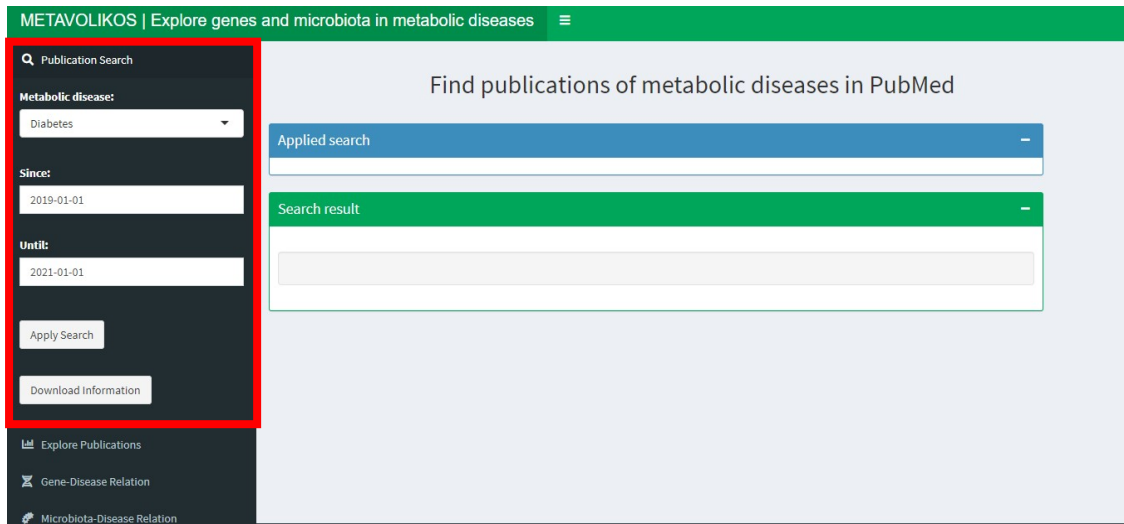 METAVOLIKOS | Explore genes and microbiota in metabolic diseases
Publication Search
Metabolic disease:
Diabetes
Since:
2019-01-01
Until:
2021-01-01
Apply Search
Download Information
Explore Publications
Gene-Disease Relation
Microbiota-Disease Relation
Find publications of metabolic diseases in PubMed
Applied search
Search result